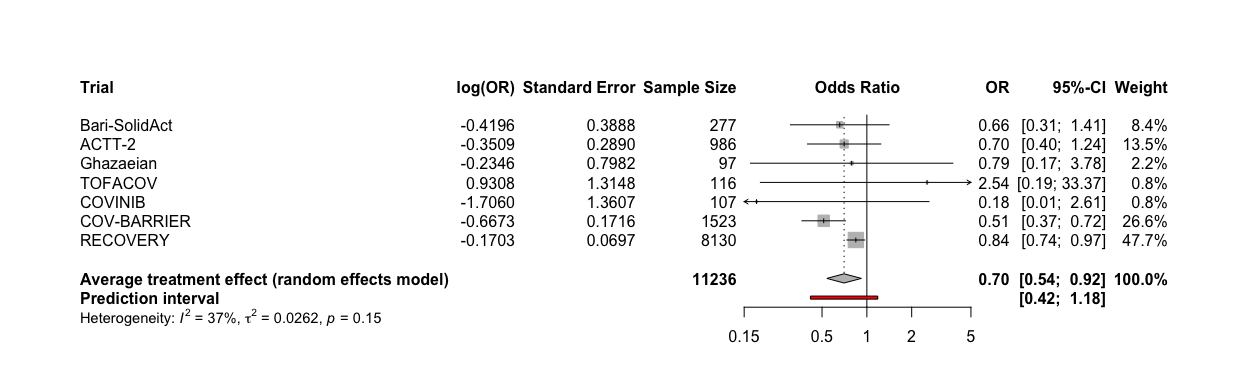 Trial log(OR) Standard Error Sample Size Odds Ratio OR 95%-CI Weight
Bari-SolidAct -0.4196 0.3888 277 0.66 [0.31; 1.41] 8.4%
ACTT-2 -0.3509 0.2890 986 0.70 [0.40; 1.24] 13.5%
Ghazaeian -0.2346 0.7982 97 0.79 [0.17; 3.78] 2.2%
TOFACOV 0.9308 1.3148 116 2.54 [0.19; 33.37] 0.8%
COVINIB -1.7060 1.3607 107 0.18 [0.01; 2.61] 0.8%
COV-BARRIER -0.6673 0.1716 1523 0.51 [0.37; 0.72] 26.6%
RECOVERY -0.1703 0.0697 8130 0.84 [0.74; 0.97] 47.7%
Average treatment effect (random effects model) 11236 0.70 [0.54; 0.92] 100.0%
Prediction interval [0.42; 1.18]
Heterogeneity: I² = 37%, τ² = 0.0262, p = 0.15
0.15 0.5 1 2 5